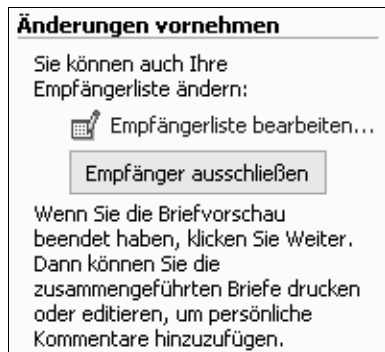 Änderungen vornehmen
Sie können auch Ihre
Empfängerliste ändern:
Empfängerliste bearbeiten...
Empfänger ausschließen
Wenn Sie die Briefvorschau
beendet haben, klicken Sie Weiter.
Dann können Sie die
zusammengeführten Briefe drucken
oder editieren, um persönliche
Kommentare hinzuzufügen.